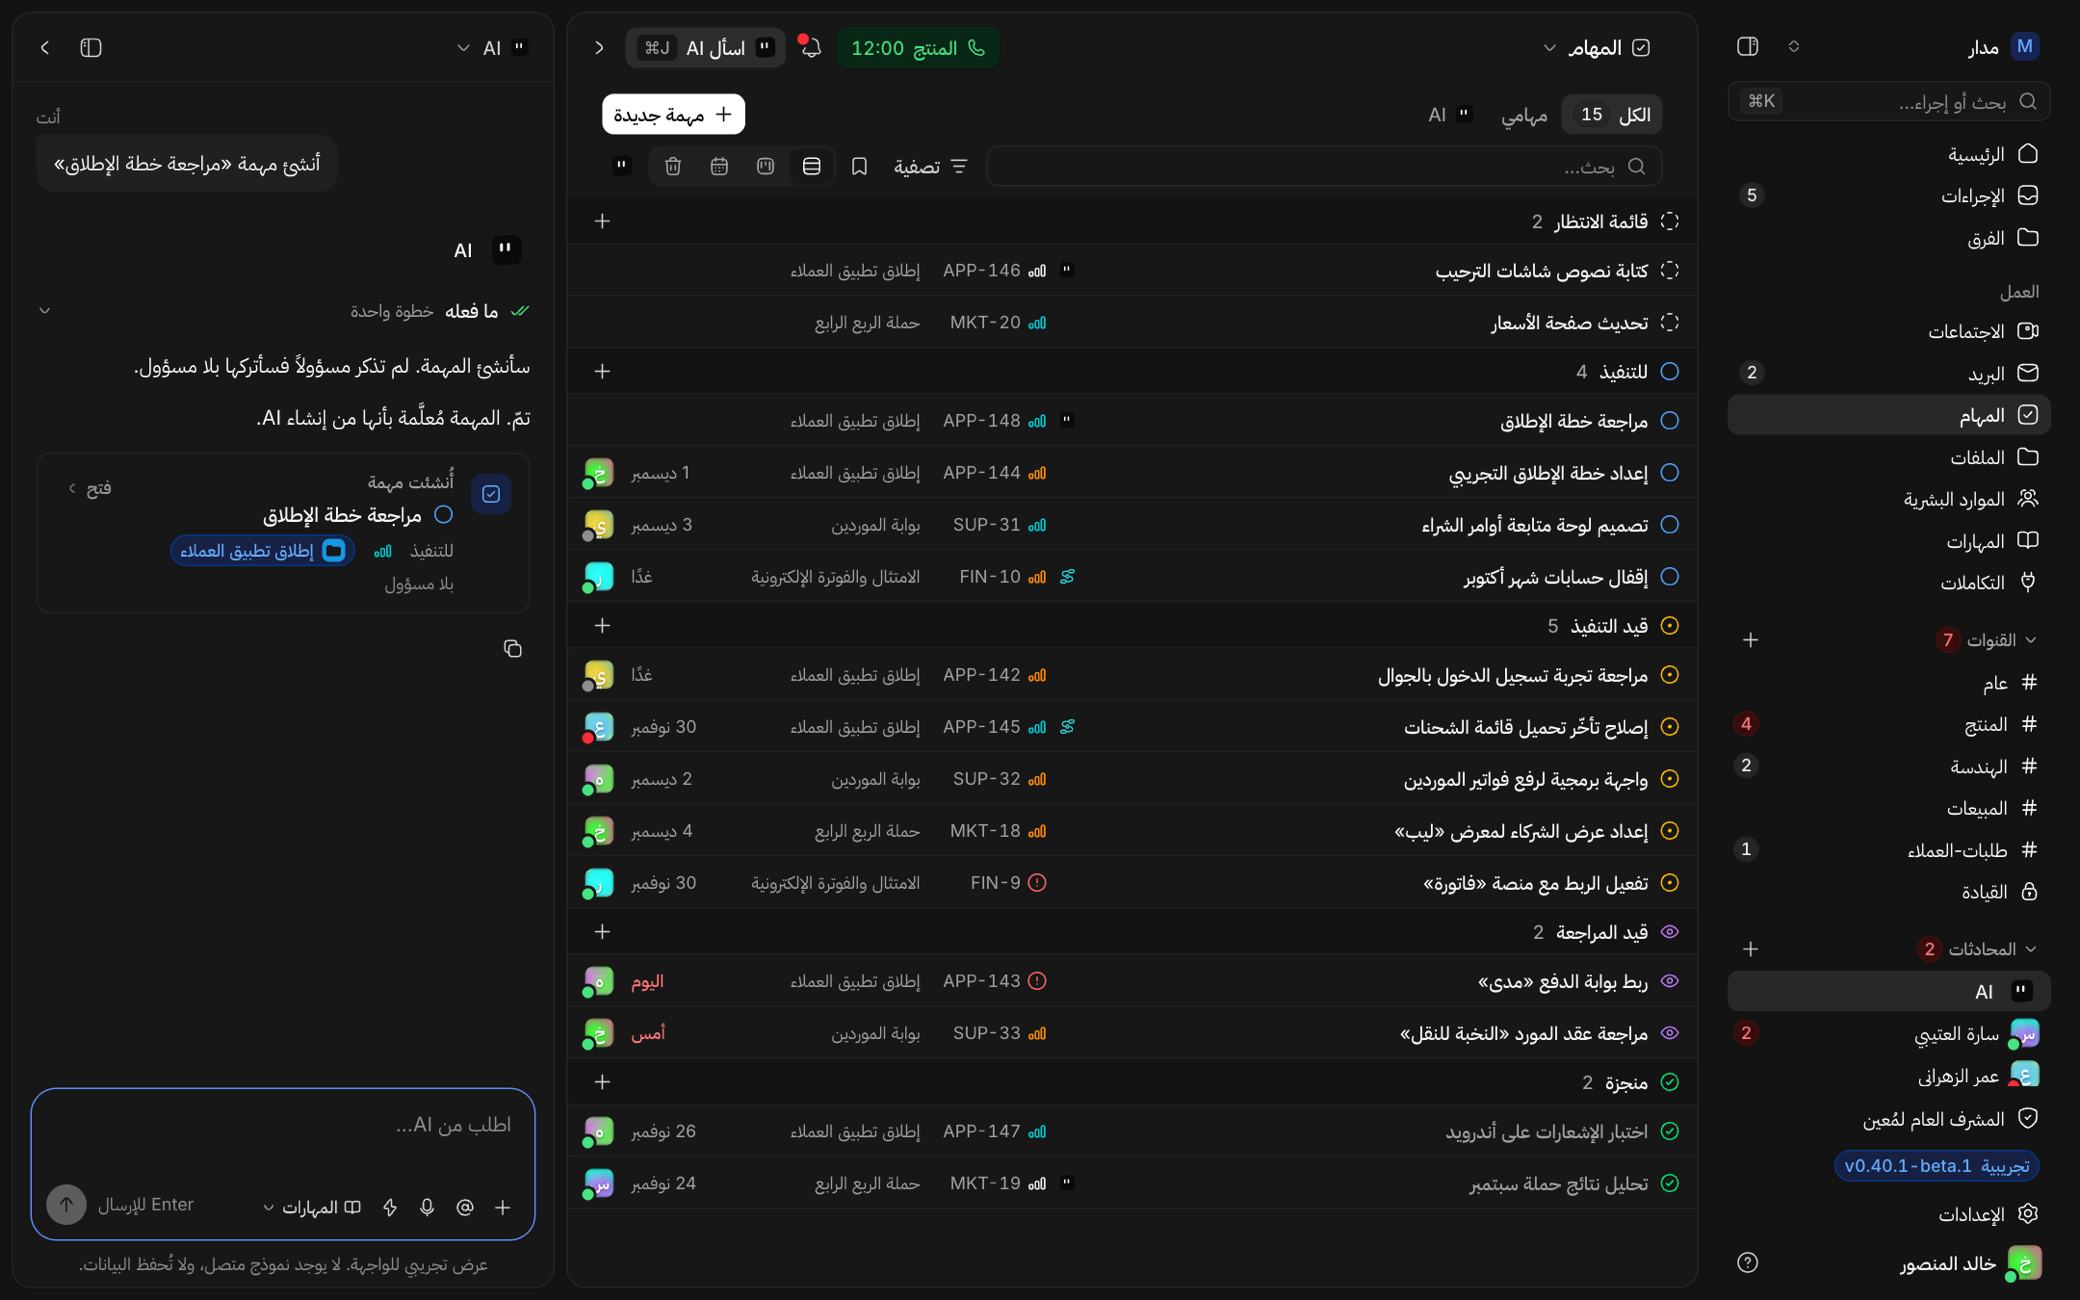 M مدار
بحث أو إجراء... ⌘K
الرئيسية
الإجراءات 5
الفرق
العمل
الاجتماعات
البريد 2
المهام
الملفات
الموارد البشرية
المهارات
التكاملات
القنوات 7
عام
المنتج 4
الهندسة 2
المبيعات
طلبات-العملاء 1
القيادة
المحادثات 2
AI
س سارة العتيبي 2
ع عمر الزهراني
المشرف العام لمُعين
تجريبية v0.40.1-beta.1
الإعدادات
خ خالد المنصور
المهام
المنتج 12:00
اسأل AI ⌘J
الكل 15
مهامي
AI
مهمة جديدة
بحث...
تصفية
قائمة الانتظار 2
كتابة نصوص شاشات الترحيب APP-146 إطلاق تطبيق العملاء
تحديث صفحة الأسعار MKT-20 حملة الربع الرابع
للتنفيذ 4
مراجعة خطة الإطلاق APP-148 إطلاق تطبيق العملاء
إعداد خطة الإطلاق التجريبي APP-144 إطلاق تطبيق العملاء 1 ديسمبر خ
تصميم لوحة متابعة أوامر الشراء SUP-31 بوابة الموردين 3 ديسمبر ي
إقفال حسابات شهر أكتوبر FIN-10 الامتثال والفوترة الإلكترونية غدًا ر
قيد التنفيذ 5
مراجعة تجربة تسجيل الدخول بالجوال APP-142 إطلاق تطبيق العملاء غدًا ي
إصلاح تأخّر تحميل قائمة الشحنات APP-145 إطلاق تطبيق العملاء 30 نوفمبر ع
واجهة برمجية لرفع فواتير الموردين SUP-32 بوابة الموردين 2 ديسمبر ه
إعداد عرض الشركاء لمعرض «ليب» MKT-18 حملة الربع الرابع 4 ديسمبر خ
تفعيل الربط مع منصة «فاتورة» FIN-9 الامتثال والفوترة الإلكترونية 30 نوفمبر ر
قيد المراجعة 2
ربط بوابة الدفع «مدى» APP-143 إطلاق تطبيق العملاء اليوم ه
مراجعة عقد المورد «النخبة للنقل» SUP-33 بوابة الموردين أمس خ
منجزة 2
اختبار الإشعارات على أندرويد APP-147 إطلاق تطبيق العملاء 26 نوفمبر ه
تحليل نتائج حملة سبتمبر MKT-19 حملة الربع الرابع 24 نوفمبر س
AI
أنت
أنشئ مهمة «مراجعة خطة الإطلاق»
AI
ما فعله خطوة واحدة
سأنشئ المهمة. لم تذكر مسؤولاً فسأتركها بلا مسؤول.
تمّ. المهمة مُعلَّمة بأنها من إنشاء AI.
أُنشئت مهمة
فتح
مراجعة خطة الإطلاق
للتنفيذ إطلاق تطبيق العملاء
بلا مسؤول
اطلب من AI...
المهارات
Enter للإرسال
عرض تجريبي للواجهة. لا يوجد نموذج متصل، ولا تُحفظ البيانات.